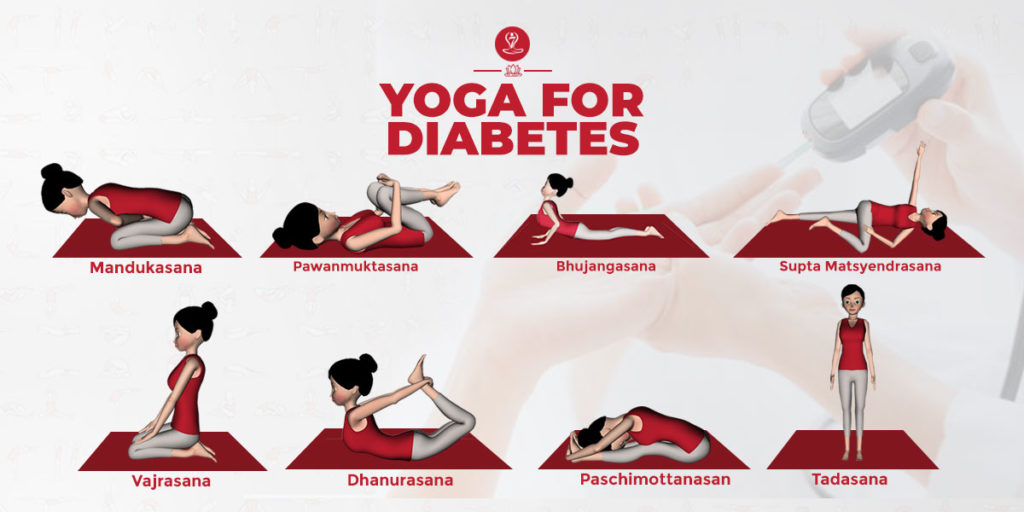 YOGA FOR
DIABETES
Mandukasana
Pawanmuktasana
Bhujangasana
Supta Matsyendrasana
Vajrasana
Dhanurasana
Paschimottanasan
Tadasana